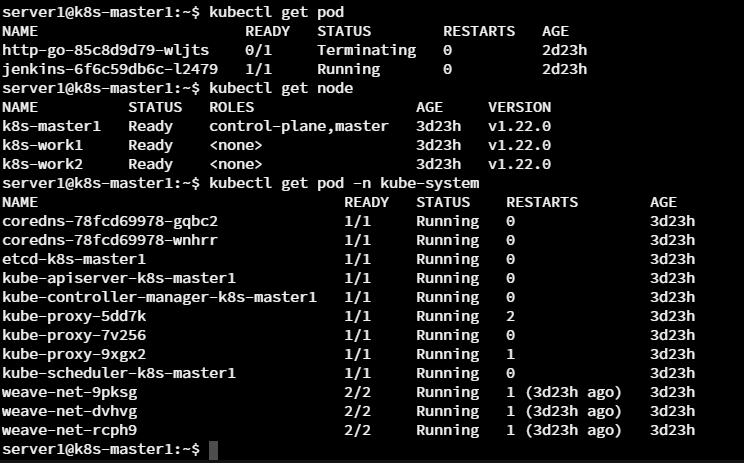 server1@k8s-master1:~$ kubectl get pod
NAME                       READY   STATUS        RESTARTS   AGE
http-go-85c8d9d79-wljts    0/1     Terminating   0          2d23h
jenkins-6f6c59db6c-l2479   1/1     Running       0          2d23h
server1@k8s-master1:~$ kubectl get node
NAME          STATUS   ROLES                  AGE     VERSION
k8s-master1   Ready    control-plane,master   3d23h   v1.22.0
k8s-work1     Ready    <none>                 3d23h   v1.22.0
k8s-work2     Ready    <none>                 3d23h   v1.22.0
server1@k8s-master1:~$ kubectl get pod -n kube-system
NAME                                  READY   STATUS    RESTARTS        AGE
coredns-78fcd69978-gqbc2              1/1     Running   0               3d23h
coredns-78fcd69978-wnhrr              1/1     Running   0               3d23h
etcd-k8s-master1                      1/1     Running   0               3d23h
kube-apiserver-k8s-master1            1/1     Running   0               3d23h
kube-controller-manager-k8s-master1   1/1     Running   0               3d23h
kube-proxy-5dd7k                      1/1     Running   2               3d23h
kube-proxy-7v256                      1/1     Running   0               3d23h
kube-proxy-9xgx2                      1/1     Running   1               3d23h
kube-scheduler-k8s-master1            1/1     Running   0               3d23h
weave-net-9pksg                       2/2     Running   1 (3d23h ago)   3d23h
weave-net-dvhvg                       2/2     Running   1 (3d23h ago)   3d23h
weave-net-rcph9                       2/2     Running   1 (3d23h ago)   3d23h
server1@k8s-master1:~$